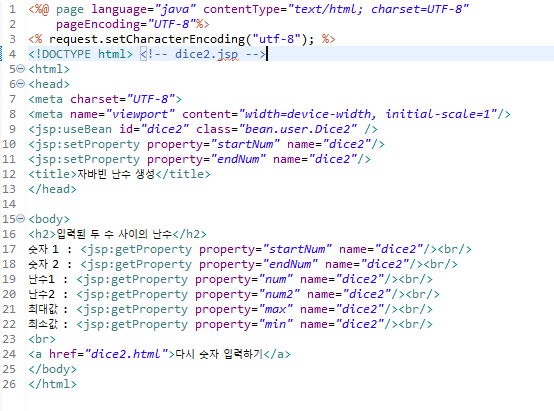 1 <%@ page language="java" contentType="text/html; charset=UTF-8"
2 pageEncoding="UTF-8"%>
3 <% request.setCharacterEncoding("utf-8"); %>
4 <!DOCTYPE html> <!-- dice2.jsp -->
5 <html>
6 <head>
7 <meta charset="UTF-8">
8 <meta name="viewport" content="width=device-width, initial-scale=1"/>
9 <jsp:useBean id="dice2" class="bean.user.Dice2" />
10 <jsp:setProperty property="startNum" name="dice2"/>
11 <jsp:setProperty property="endNum" name="dice2"/>
12 <title>자바빈 난수 생성</title>
13 </head>
14
15 <body>
16 <h2>입력된 두 수 사이의 난수</h2>
17 숫자 1 : <jsp:getProperty property="startNum" name="dice2"/><br/>
18 숫자 2 : <jsp:getProperty property="endNum" name="dice2"/><br/>
19 난수1 : <jsp:getProperty property="num" name="dice2"/><br/>
20 난수2 : <jsp:getProperty property="num2" name="dice2"/><br/>
21 최대값 : <jsp:getProperty property="max" name="dice2"/><br/>
22 최소값 : <jsp:getProperty property="min" name="dice2"/><br/>
23 <br>
24 <a href="dice2.html">다시 숫자 입력하기</a>
25 </body>
26 </html>